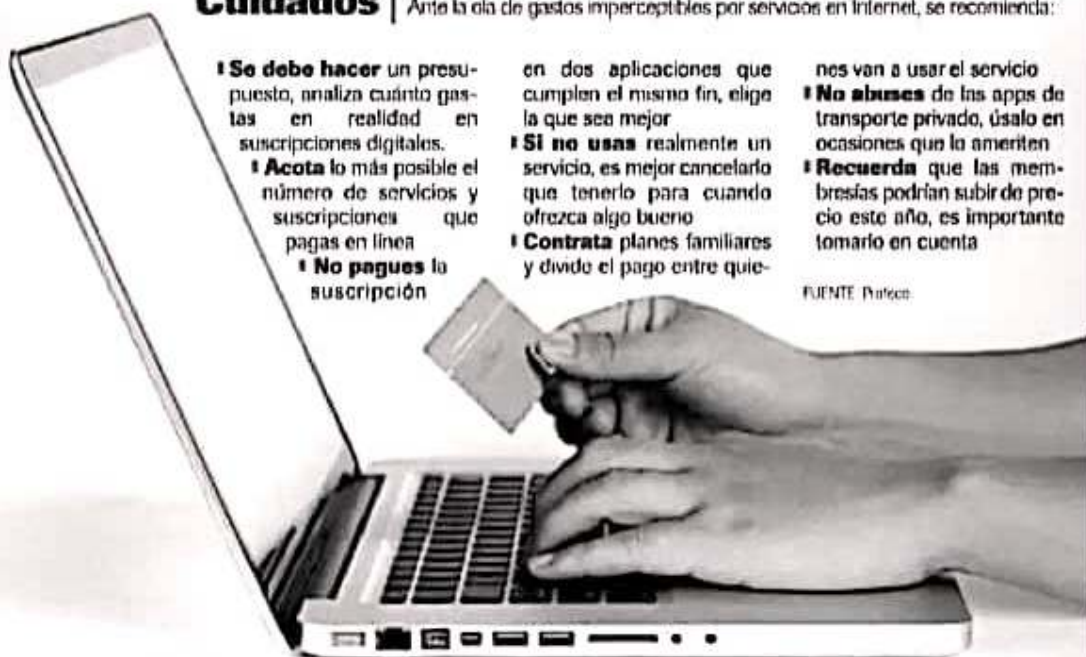 Cuidados | Ante la ola de gastos imperceptibles por servicios en Internet, se recomienda:
Se debe hacer un presu-
puesto, analiza cuánto gas-
tas en realidad en
suscripciones digitales.
Acota lo más posible el
número de servicios y
suscripciones que
pagas en línea
No pagues la
suscripción
en dos aplicaciones que
cumplen el mismo fin, elige
la que sea mejor
Si no usas realmente un
servicio, es mejor cancelarlo
que tenerlo para cuando
ofrezca algo bueno
Contrata planes familiares
y divide el pago entre quie-
nes van a usar el servicio
No abuses de las apps de
transporte privado, úsalo en
ocasiones que lo ameriten
Recuerda que las mem-
bresías podrían subir de pre-
cio este año, es importante
tomarlo en cuenta
FUENTE Profeco